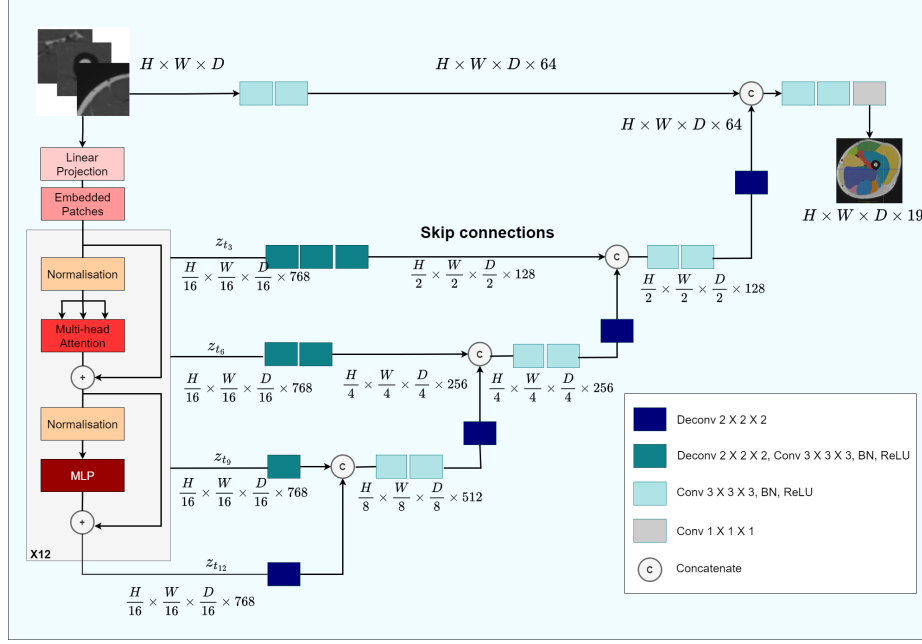 H × W × D
H × W × D × 64
C
H × W × D × 64
Linear
Projection
Embedded
Patches
H × W × D × 19
Skip connections
z_{t_3}
H/16 × W/16 × D/16 × 768
H/2 × W/2 × D/2 × 128
C
H/2 × W/2 × D/2 × 128
Normalisation
Multi-head
Attention
+
z_{t_6}
H/16 × W/16 × D/16 × 768
H/4 × W/4 × D/4 × 256
C
H/4 × W/4 × D/4 × 256
Normalisation
MLP
+
X12
z_{t_9}
H/16 × W/16 × D/16 × 768
C
H/8 × W/8 × D/8 × 512
z_{t_{12}}
H/16 × W/16 × D/16 × 768
Deconv 2 X 2 X 2
Deconv 2 X 2 X 2, Conv 3 X 3 X 3, BN, ReLU
Conv 3 X 3 X 3, BN, ReLU
Conv 1 X 1 X 1
C
Concatenate